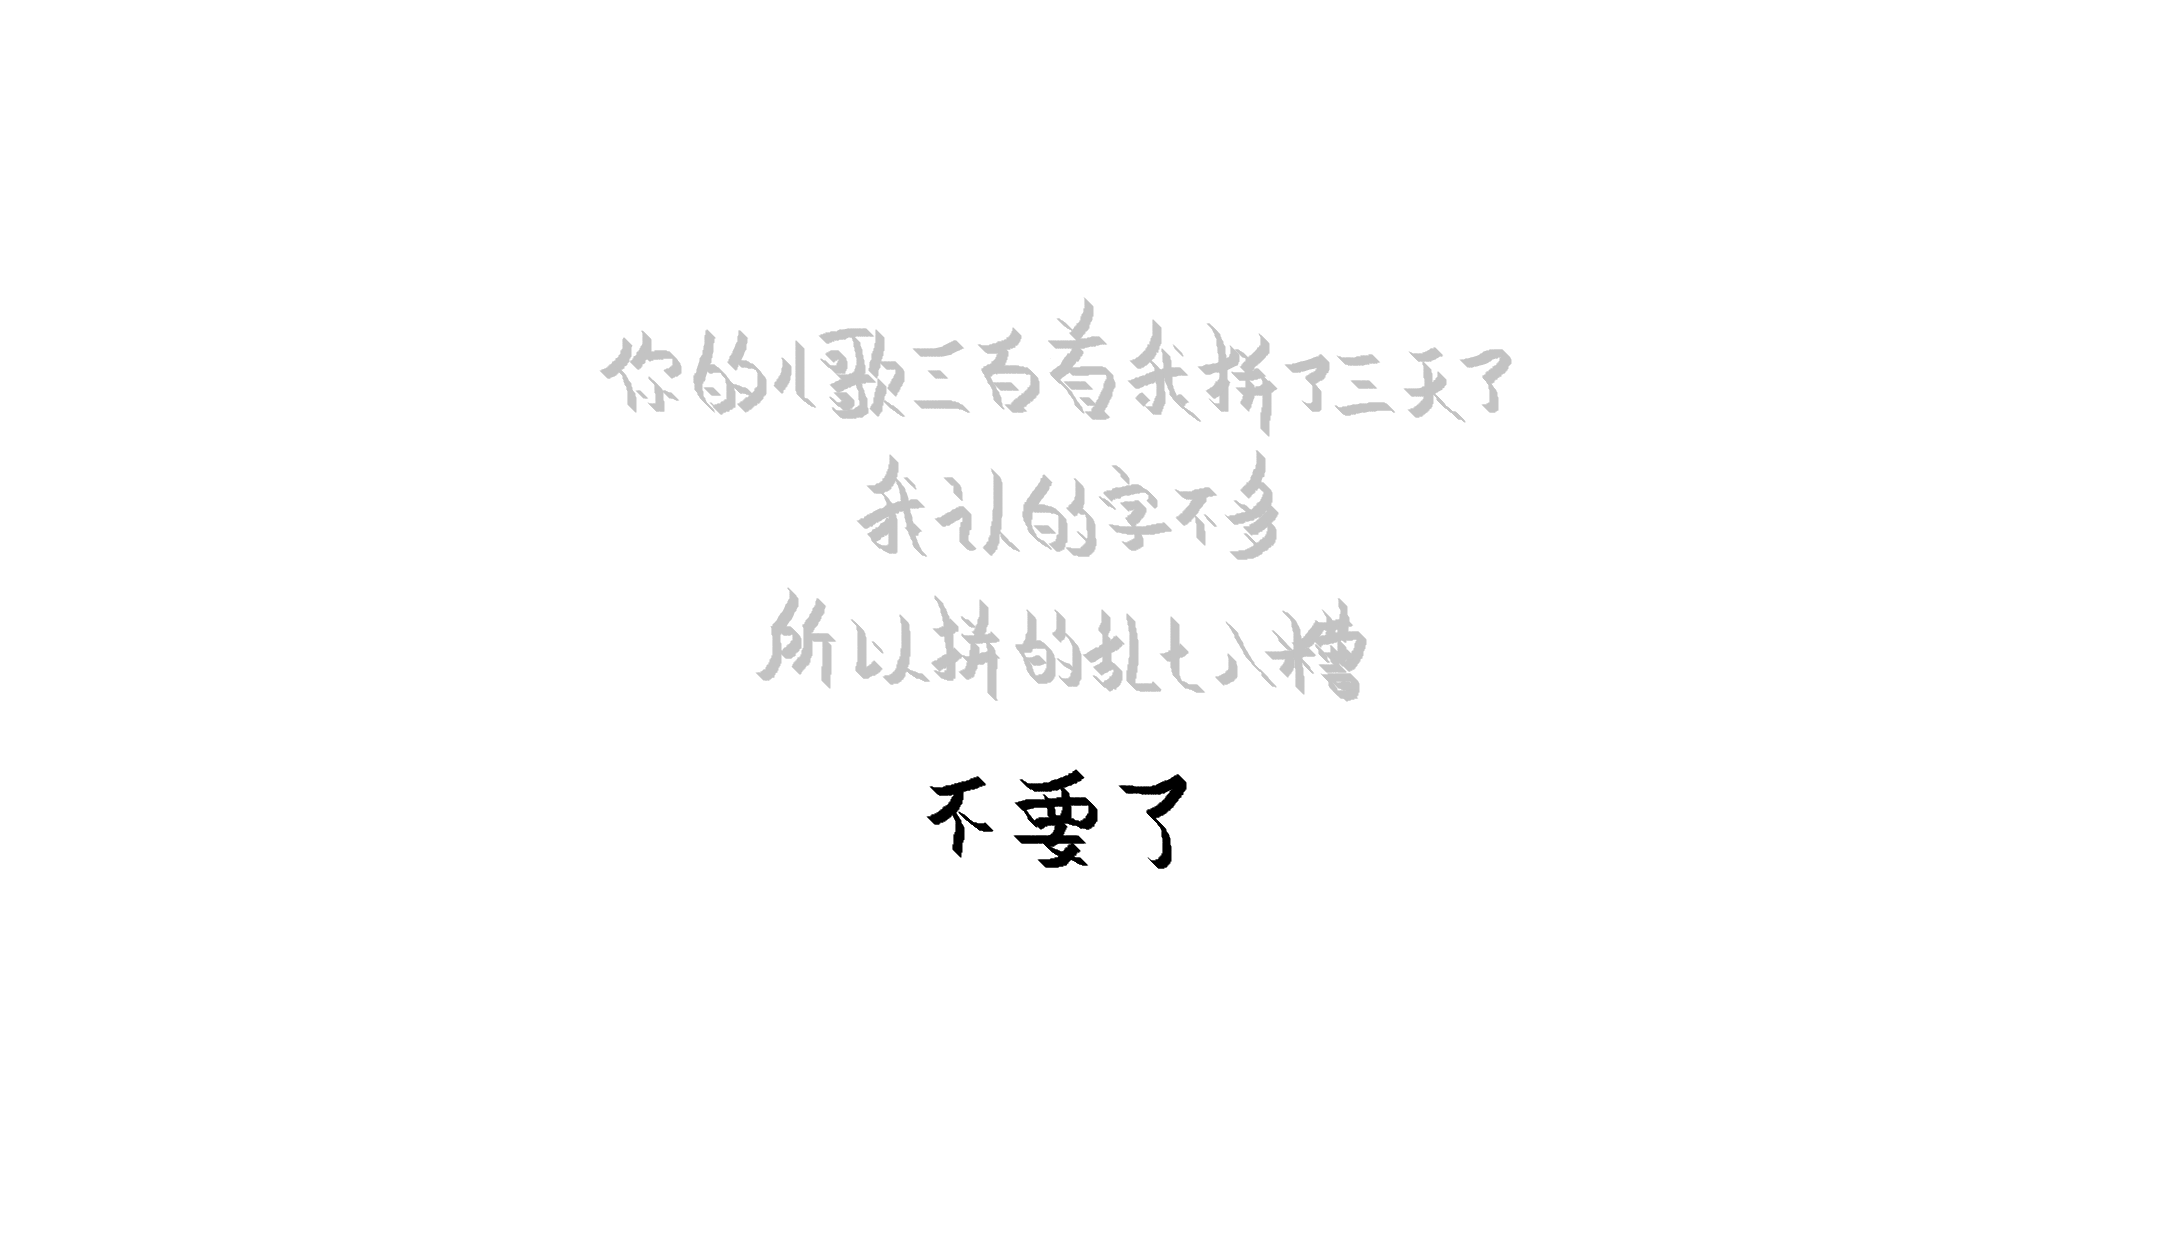 你的儿歌三百首我拼了三天了
我认的字不多
所以拼的乱七八糟
不要了